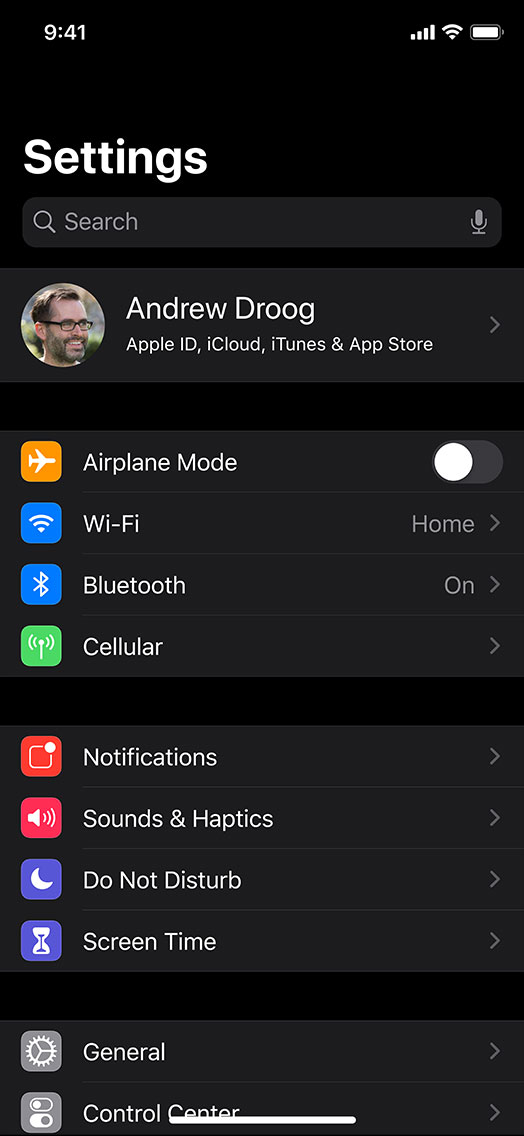 9:41
Settings
Search
Andrew Droog
Apple ID, iCloud, iTunes & App Store
Airplane Mode
Wi-Fi Home
Bluetooth On
Cellular
Notifications
Sounds & Haptics
Do Not Disturb
Screen Time
General
Control Center